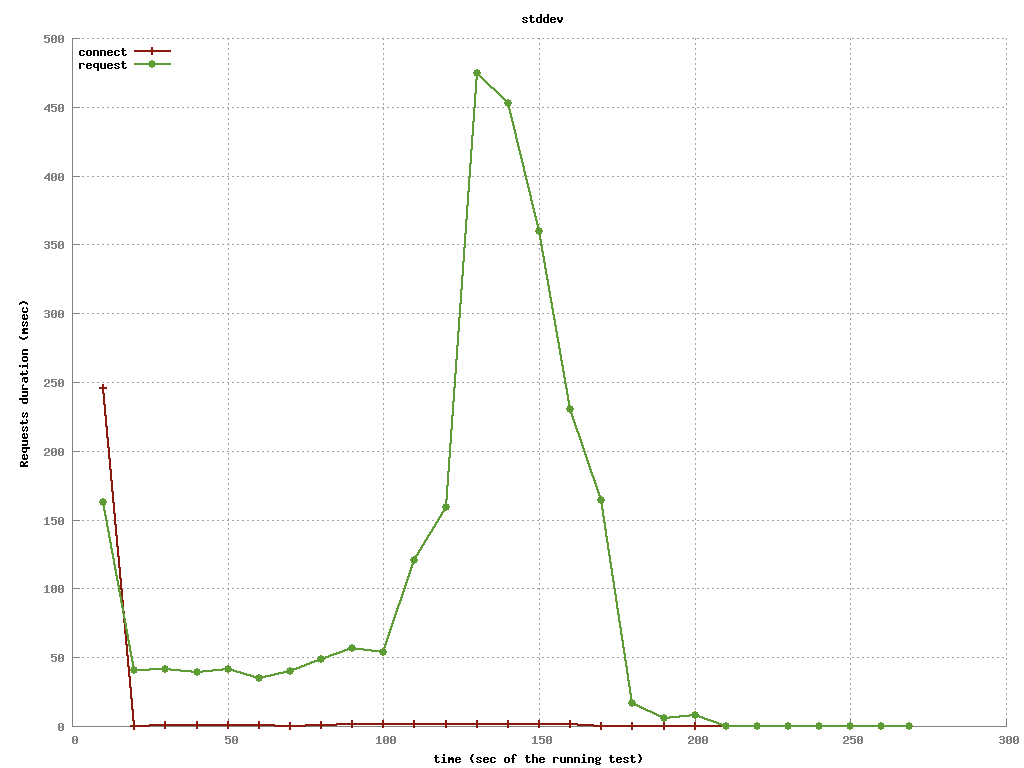 stddev
connect
request
500
450
400
350
300
250
200
150
100
50
0
Requests duration (msec)
0 50 100 150 200 250 300
time (sec of the running test)